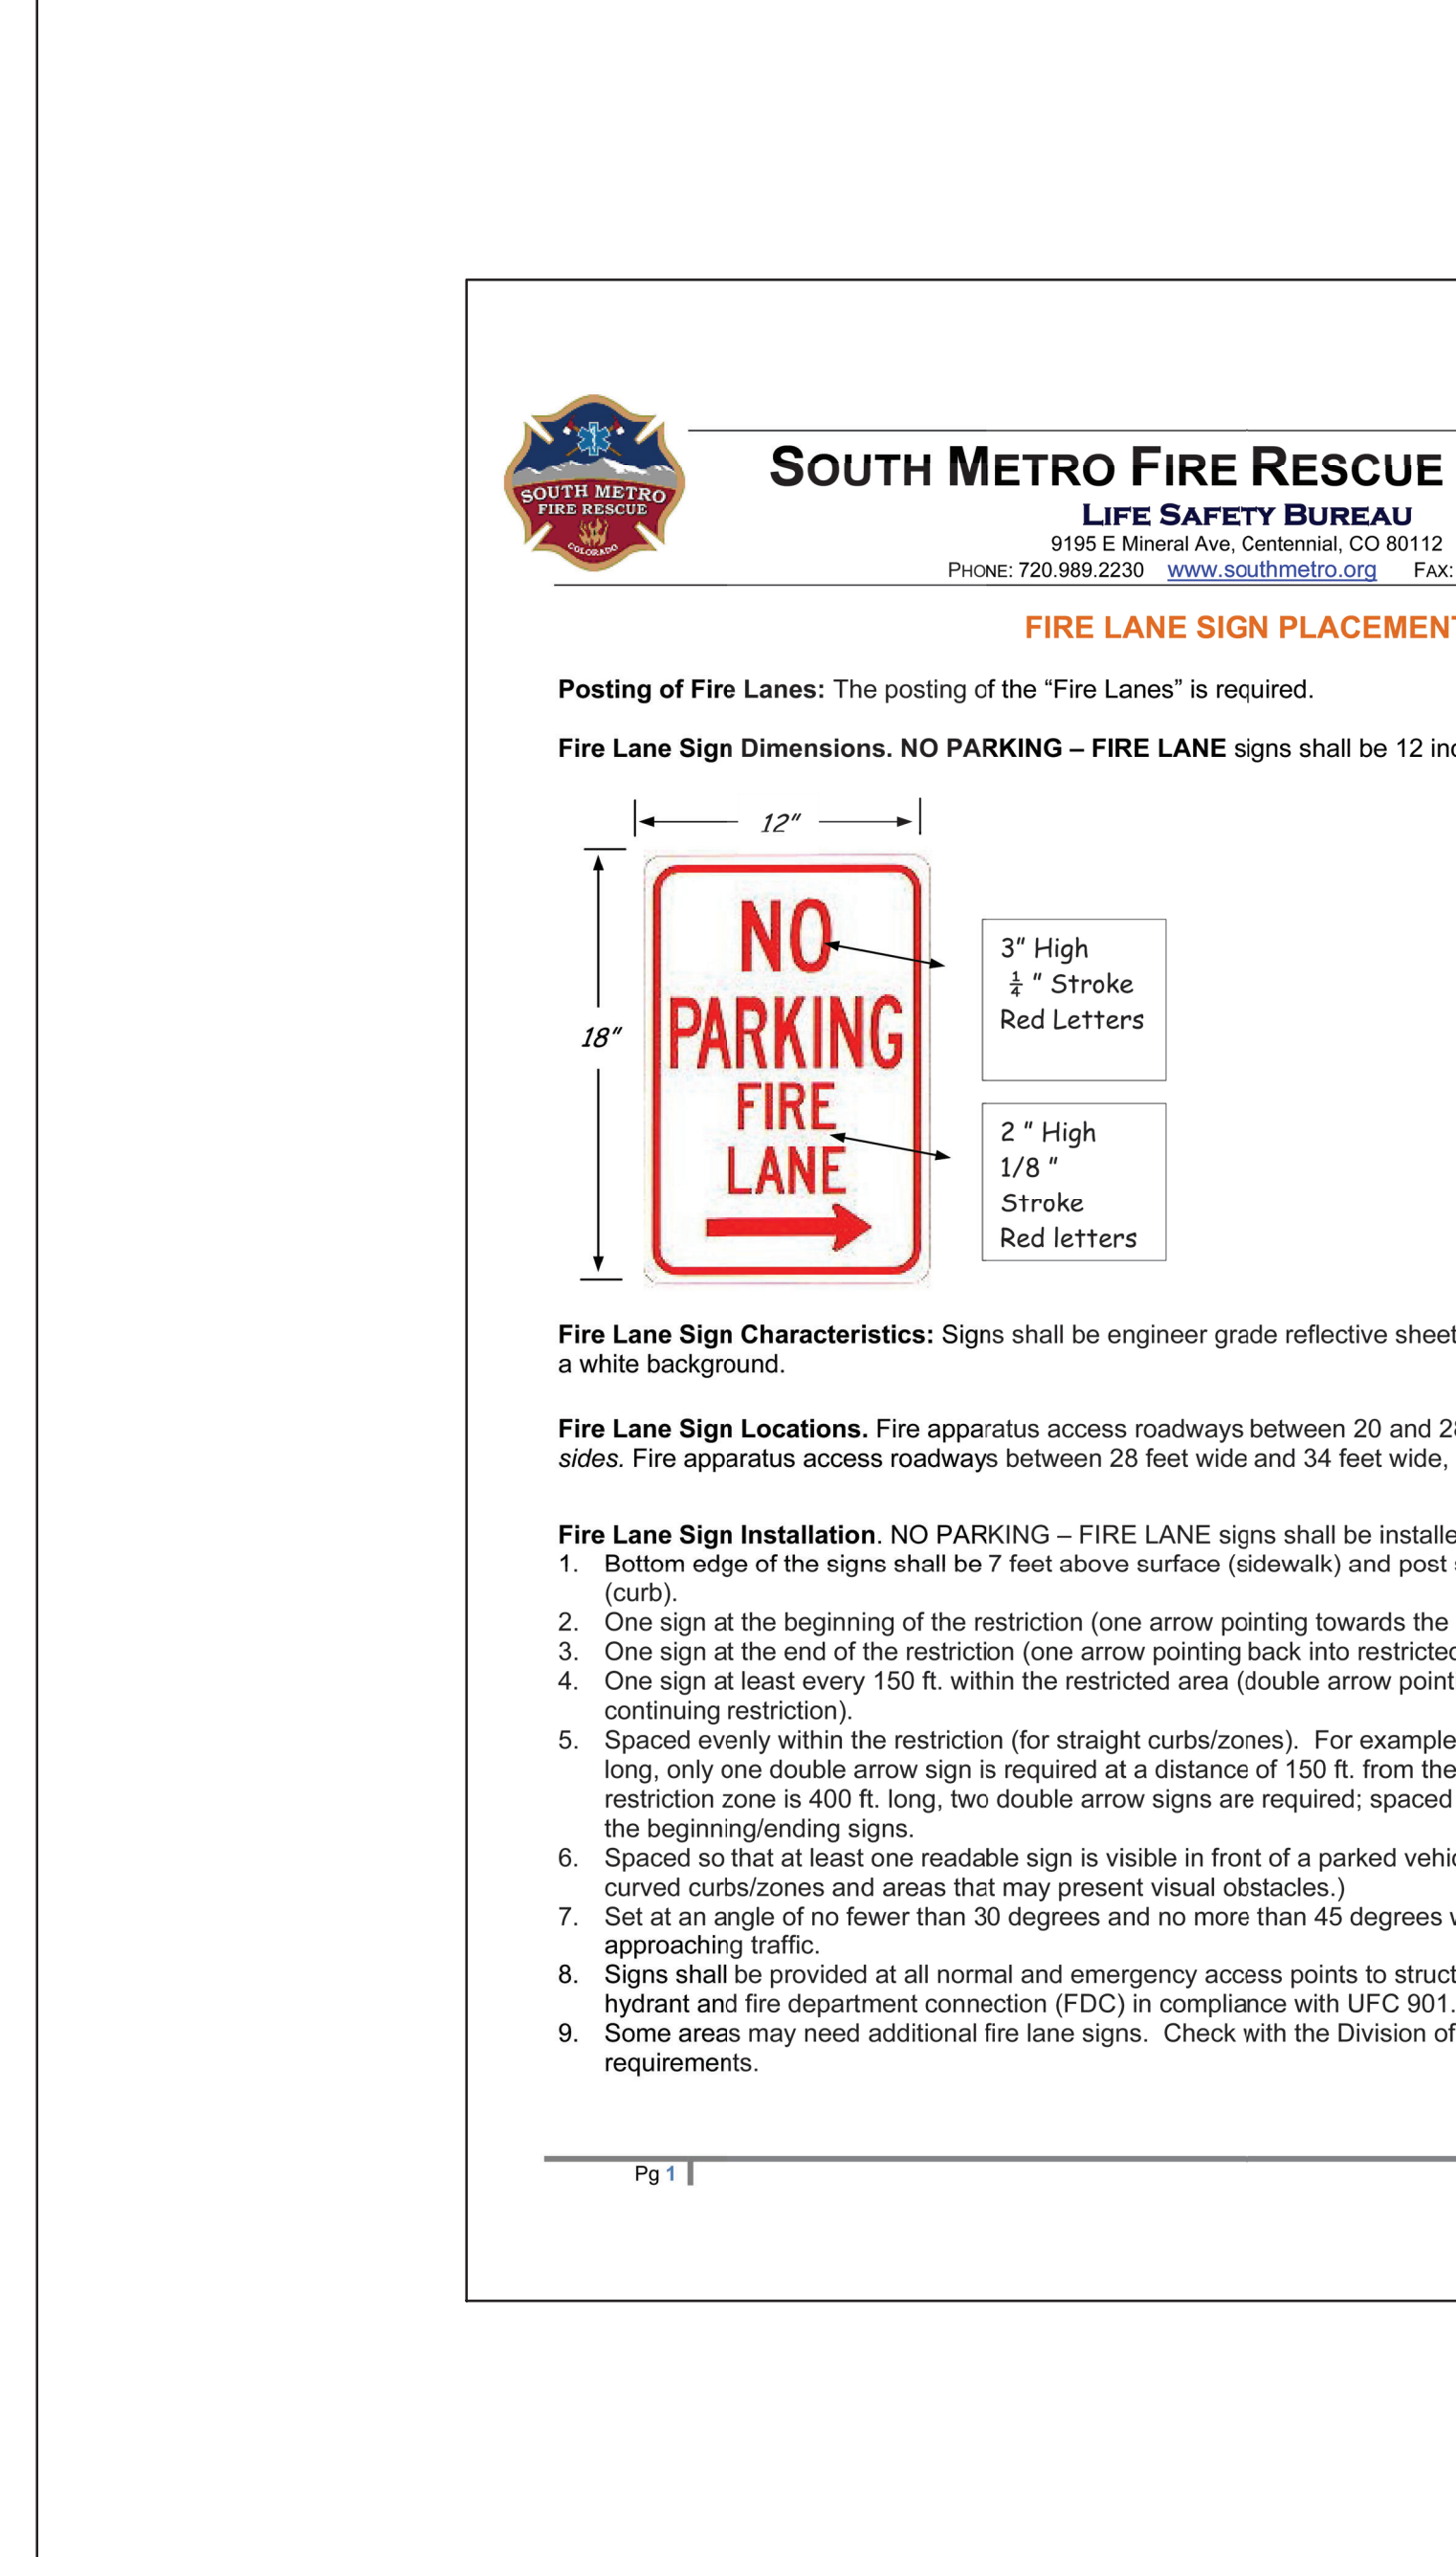 SOUTH METRO FIRE RESCUE
LIFE SAFETY BUREAU
9195 E Mineral Ave, Centennial, CO 80112
PHONE: 720.989.2230 www.southmetro.org FAX:
SOUTH METRO
FIRE RESCUE
COLORADO
FIRE LANE SIGN PLACEMENT
Posting of Fire Lanes: The posting of the “Fire Lanes” is required.
Fire Lane Sign Dimensions. NO PARKING – FIRE LANE signs shall be 12
12"
18"
NO
PARKING
FIRE
LANE
3" High
¼ " Stroke
Red Letters
2 " High
1/8 "
Stroke
Red letters
Fire Lane Sign Characteristics: Signs shall be engineer grade reflective
a white background.
Fire Lane Sign Locations. Fire apparatus access roadways between 20 and
sides. Fire apparatus access roadways between 28 feet wide and 34 feet wide,
Fire Lane Sign Installation. NO PARKING – FIRE LANE signs shall be
1. Bottom edge of the signs shall be 7 feet above surface (sidewalk) and post
(curb).
2. One sign at the beginning of the restriction (one arrow pointing towards the
3. One sign at the end of the restriction (one arrow pointing back into
4. One sign at least every 150 ft. within the restricted area (double arrow
continuing restriction).
5. Spaced evenly within the restriction (for straight curbs/zones). For example
long, only one double arrow sign is required at a distance of 150 ft. from the
restriction zone is 400 ft. long, two double arrow signs are required; spaced
the beginning/ending signs.
6. Spaced so that at least one readable sign is visible in front of a parked
curved curbs/zones and areas that may present visual obstacles.)
7. Set at an angle of no fewer than 30 degrees and no more than 45 degrees
approaching traffic.
8. Signs shall be provided at all normal and emergency access points to
hydrant and fire department connection (FDC) in compliance with UFC 901.
9. Some areas may need additional fire lane signs. Check with the Division of
requirements.
Pg 1